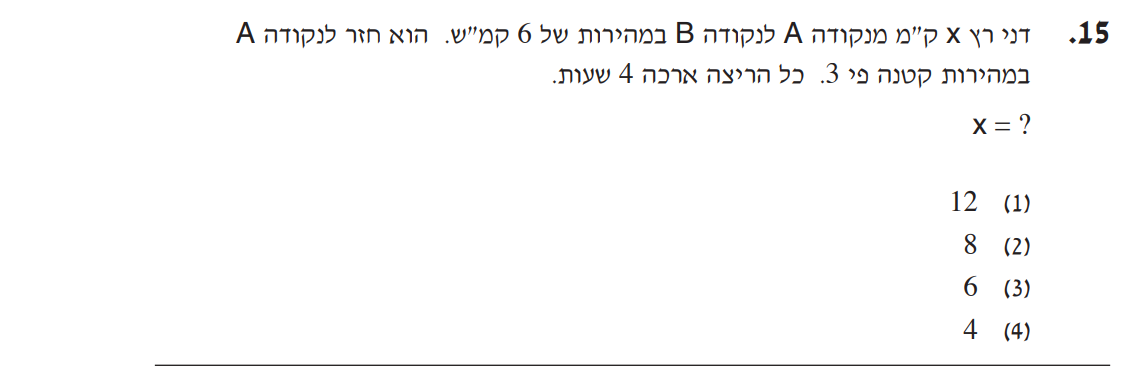 15. דני רץ x ק"מ מנקודה A לנקודה B במהירות של 6 קמ"ש. הוא חזר לנקודה A
במהירות קטנה פי 3. כל הריצה ארכה 4 שעות.
x = ?
(1) 12
(2) 8
(3) 6
(4) 4